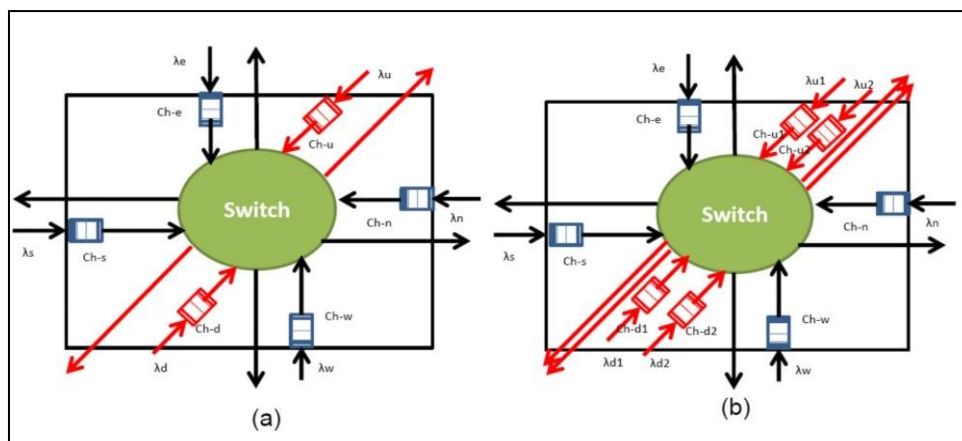 λe
λu
Ch-e
Ch-u
Switch
Ch-n
λn
λs
Ch-s
Ch-d
Ch-w
λd
λw
(a)
λe
λu1
λu2
Ch-e
Ch-u1
Ch-u2
Switch
Ch-n
λn
λs
Ch-s
Ch-w
Ch-d1
Ch-d2
λd1
λd2
λw
(b)